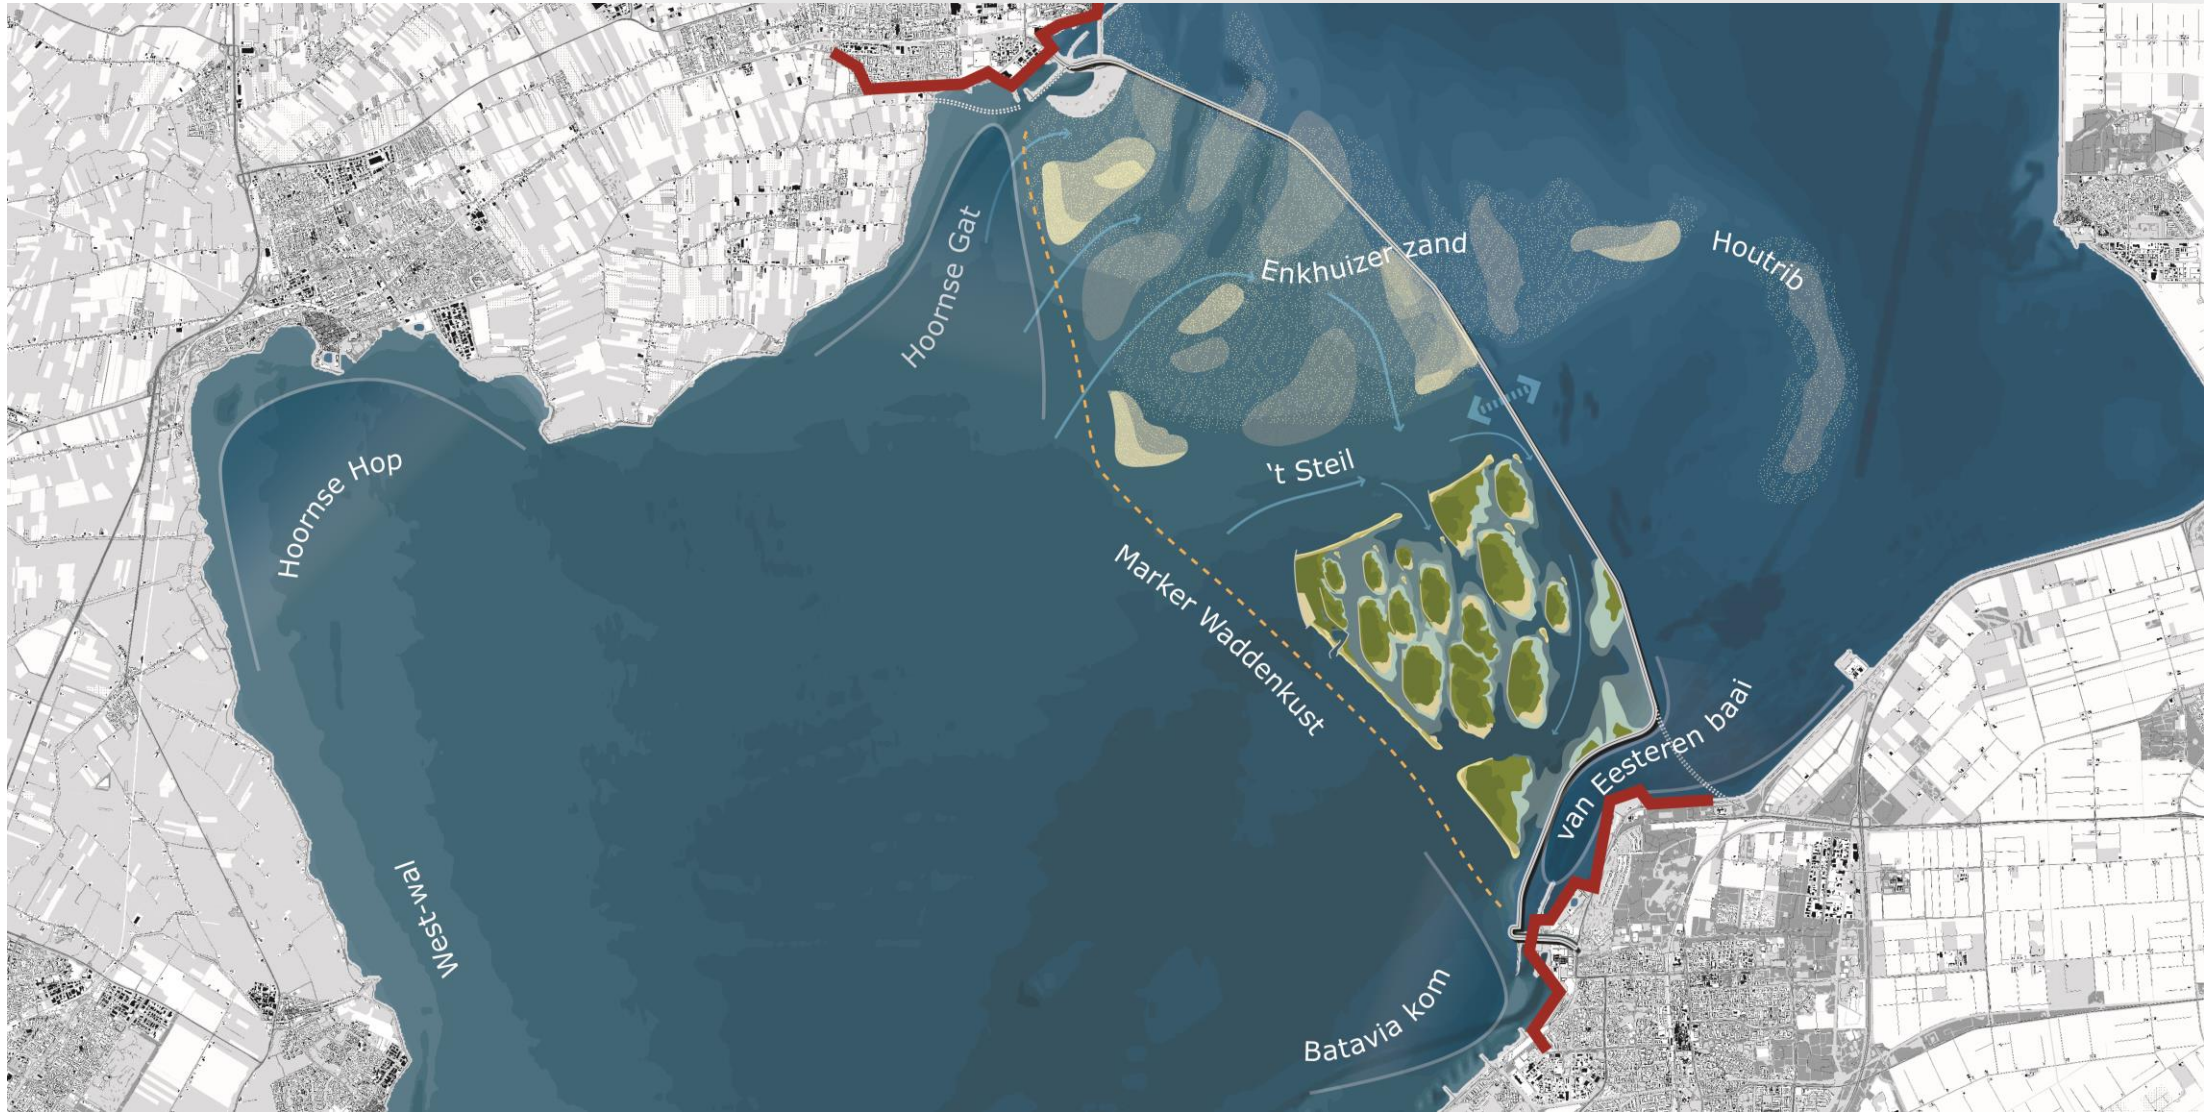 Hoornse Gat
Enkhuizer zand
Houtrib
Hoornse Hop
't Steil
Marker Waddenkust
van Eesteren baai
West-wal
Batavia kom